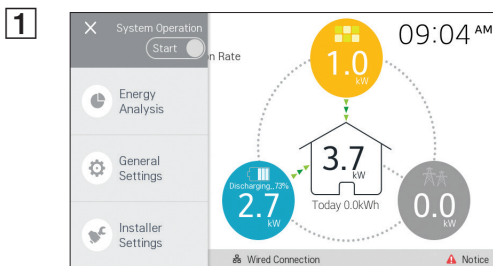 1
System Operation
Start
n Rate
09:04 AM
1.0
kW
Energy
Analysis
General
Settings
Installer
Settings
3.7
kW
Today 0.0kWh
Discharging,,73%
2.7
kW
0.0
kW
Wired Connection
Notice